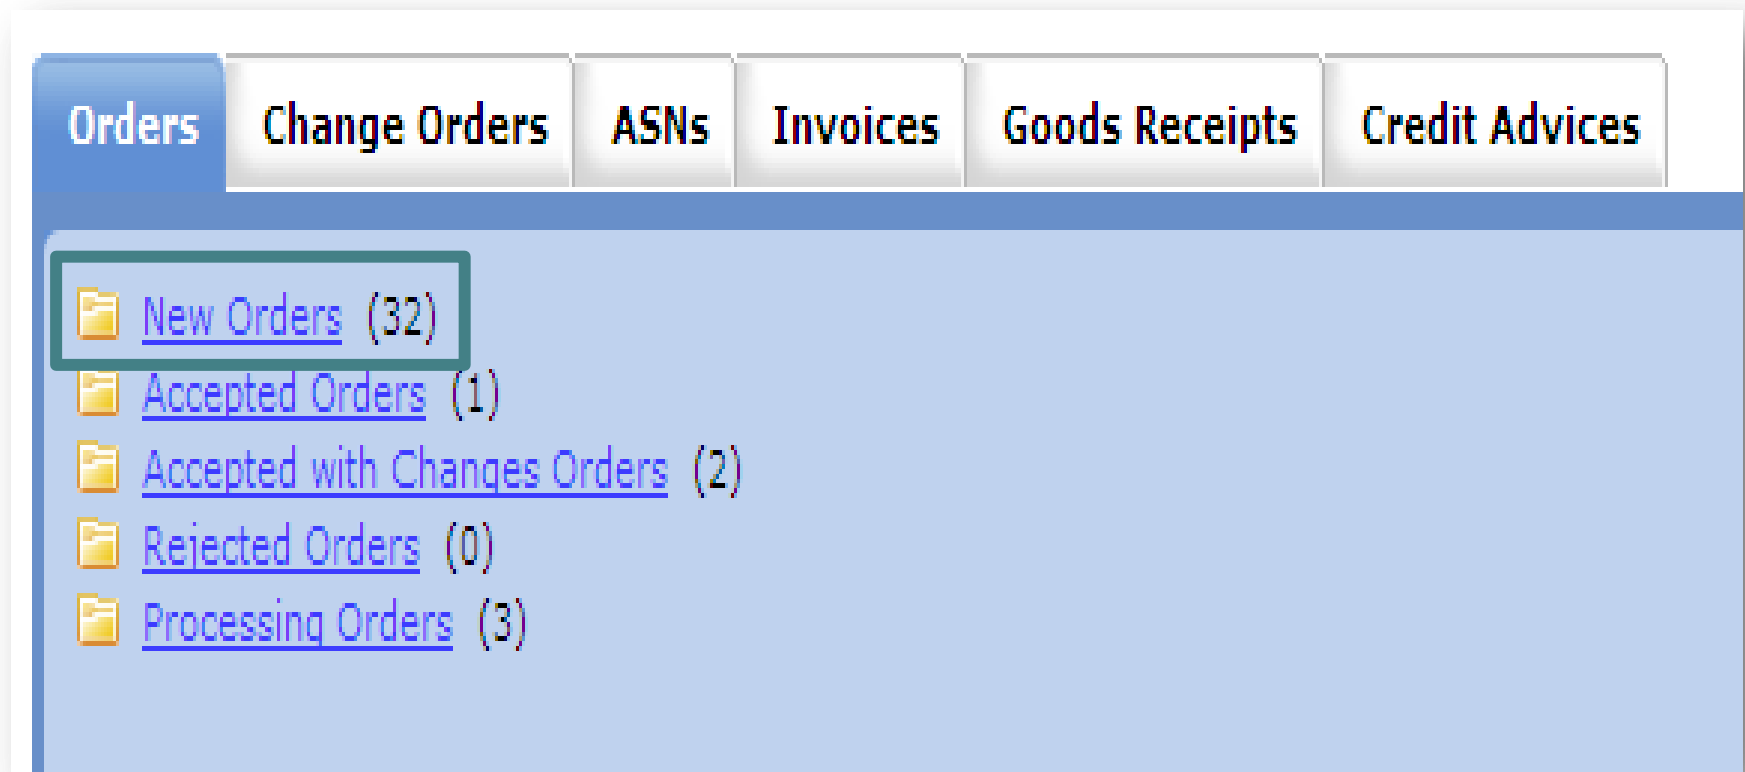 Orders Change Orders ASNs Invoices Goods Receipts Credit Advices
New Orders (32)
Accepted Orders (1)
Accepted with Changes Orders (2)
Rejected Orders (0)
Processing Orders (3)